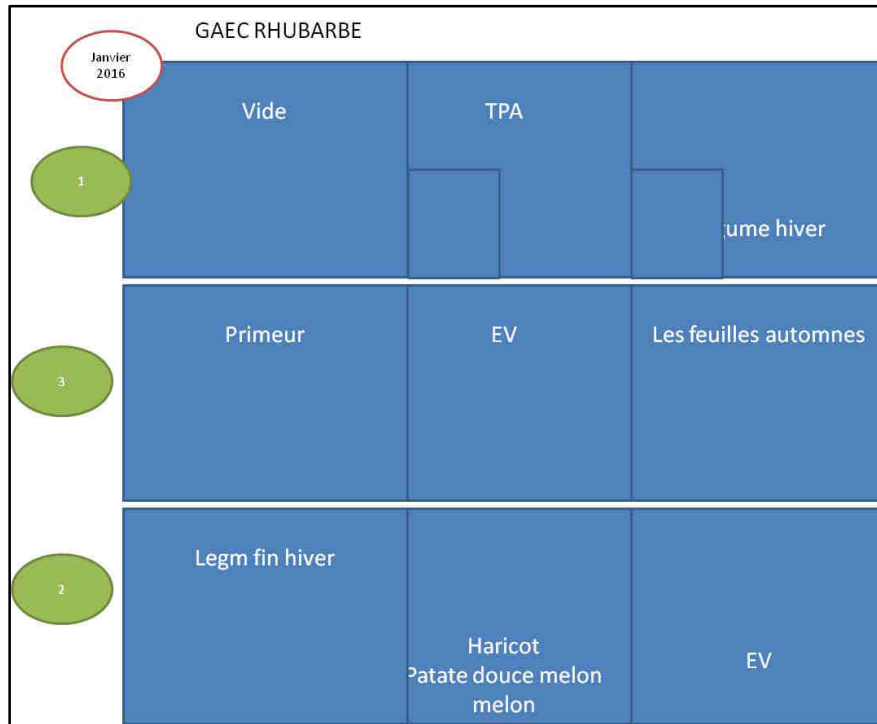 GAEC RHUBARBE
Janvier
2016
Vide
TPA
1
gume hiver
Primeur
EV
Les feuilles automnes
3
Legm fin hiver
2
Haricot
Patate douce melon
melon
EV